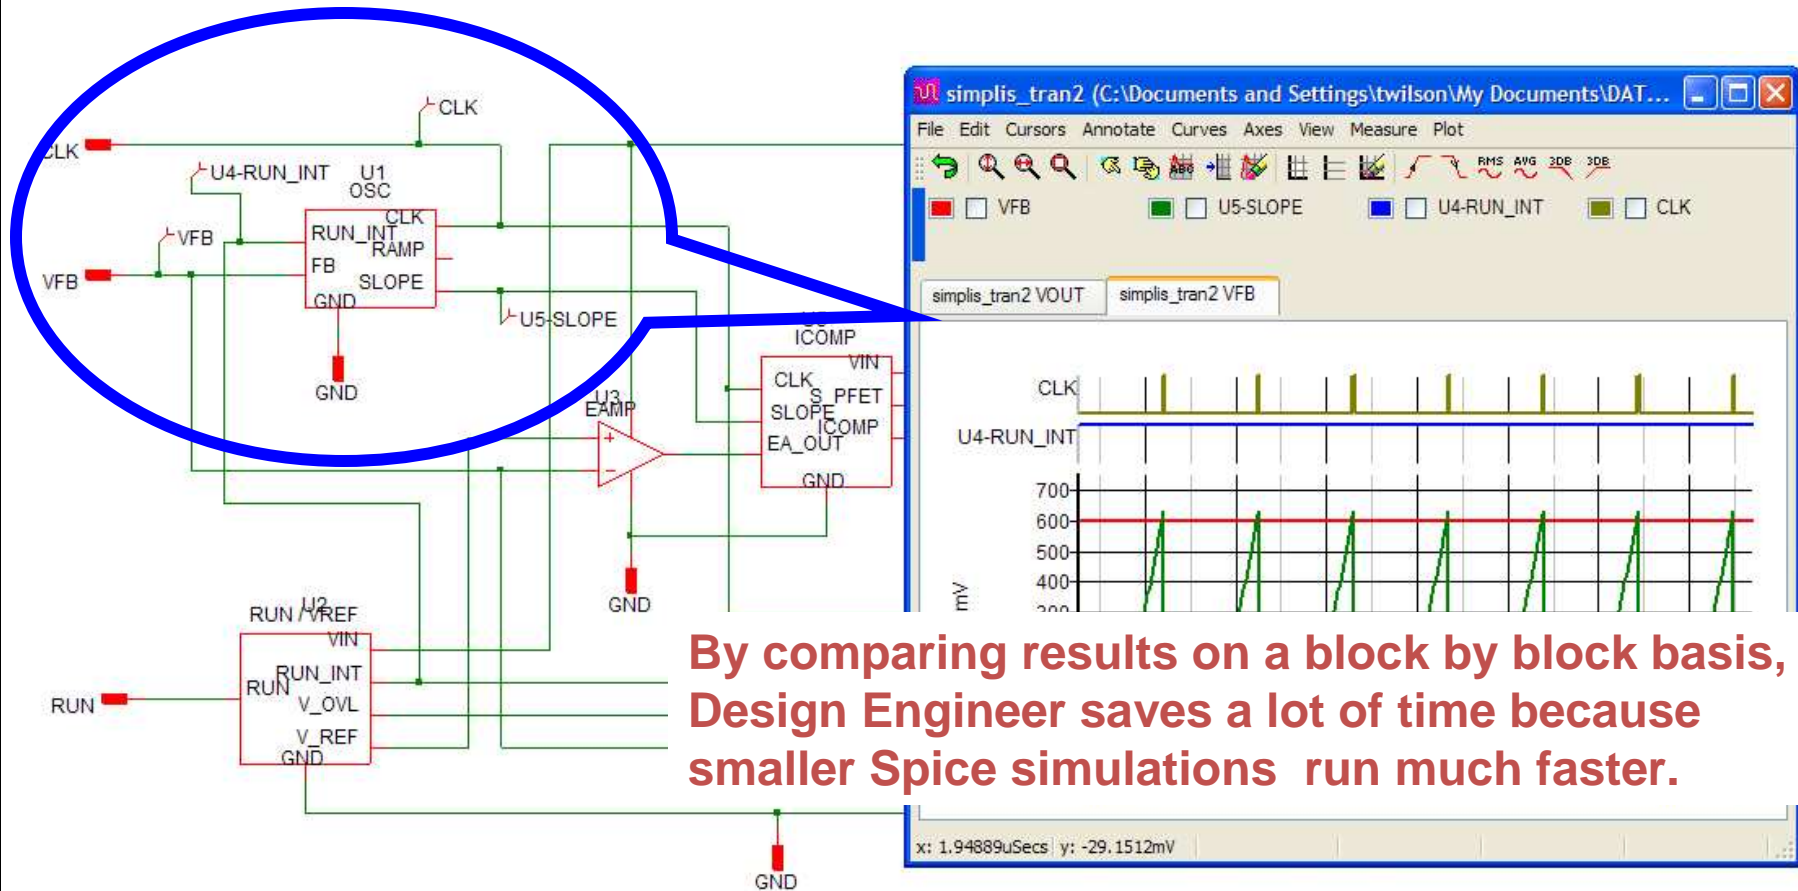 CLK
CLK
U4-RUN_INT
U1
OSC
CLK
RUN_INT
RAMP
VFB
FB
VFB
SLOPE
GND
U5-SLOPE
GND
ICOMP
VIN
CLK
S_PFET
SLOPE
ICOMP
EA_OUT
GND
U3
EAMP
+
−
GND
U2
RUN / VREF
VIN
RUN_INT
RUN
V_OVL
V_REF
GND
RUN
GND
simplis_tran2 (C:\Documents and Settings\twilson\My Documents\DAT...
File Edit Cursors Annotate Curves Axes View Measure Plot
ABC RMS AVG 3DB 3DB
VFB U5-SLOPE U4-RUN_INT CLK
simplis_tran2 VOUT simplis_tran2 VFB
CLK
U4-RUN_INT
700
600
500
400
300
mV
By comparing results on a block by block basis,
Design Engineer saves a lot of time because
smaller Spice simulations run much faster.
x: 1.94889uSecs y: -29.1512mV